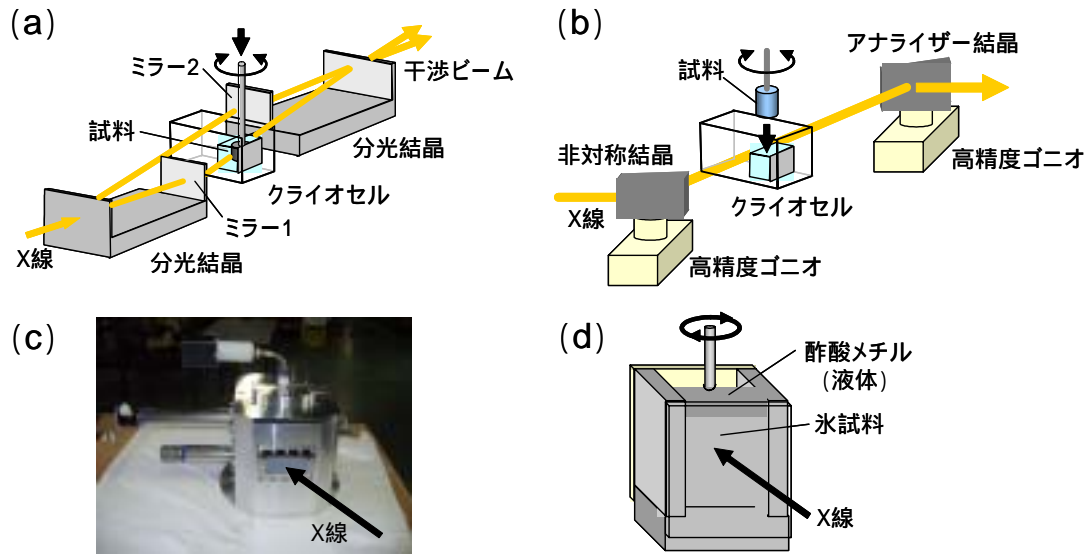 (a)
ミラー2
試料
干渉ビーム
分光結晶
クライオセル
ミラー1
X線
分光結晶
(b)
アナライザー結晶
試料
非対称結晶
高精度ゴニオ
クライオセル
X線
高精度ゴニオ
(c)
X線
(d)
酢酸メチル
(液体)
氷試料
X線